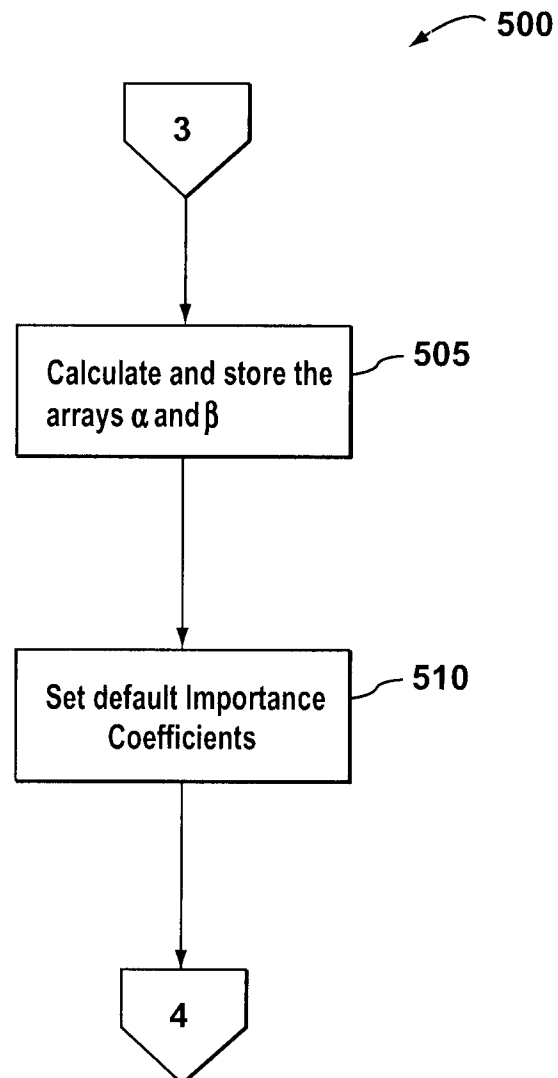 500
3
Calculate and store the
arrays α and β
505
Set default Importance
Coefficients
510
4